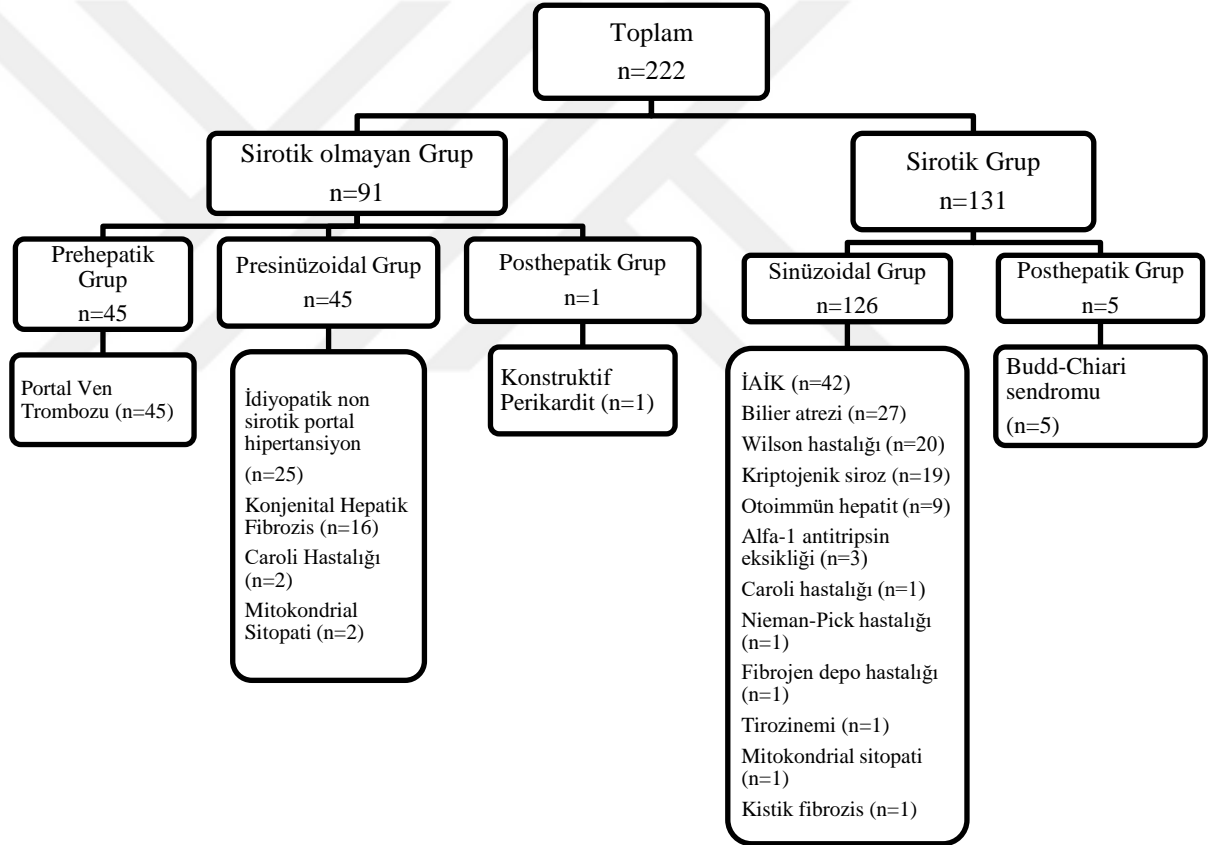 Toplam
n=222
Sirotik olmayan Grup
n=91
Sirotik Grup
n=131
Prehepatik
Grup
n=45
Presinüzoidal Grup
n=45
Posthepatik Grup
n=1
Sinüzoidal Grup
n=126
Posthepatik Grup
n=5
Portal Ven
Trombozu (n=45)
İdiyopatik non
sirotik portal
hipertansiyon
(n=25)
Konjenital Hepatik
Fibrozis (n=16)
Caroli Hastalığı
(n=2)
Mitokondrial
Sitopati (n=2)
Konstruktif
Perikardit (n=1)
İAİK (n=42)
Bilier atrezi (n=27)
Wilson hastalığı (n=20)
Kriptojenik siroz (n=19)
Otoimmün hepatit (n=9)
Alfa-1 antitripsin
eksikliği (n=3)
Caroli hastalığı (n=1)
Nieman-Pick hastalığı
(n=1)
Fibrojen depo hastalığı
(n=1)
Tirozinemi (n=1)
Mitokondrial sitopati
(n=1)
Kistik fibrozis (n=1)
Budd-Chiari
sendromu
(n=5)